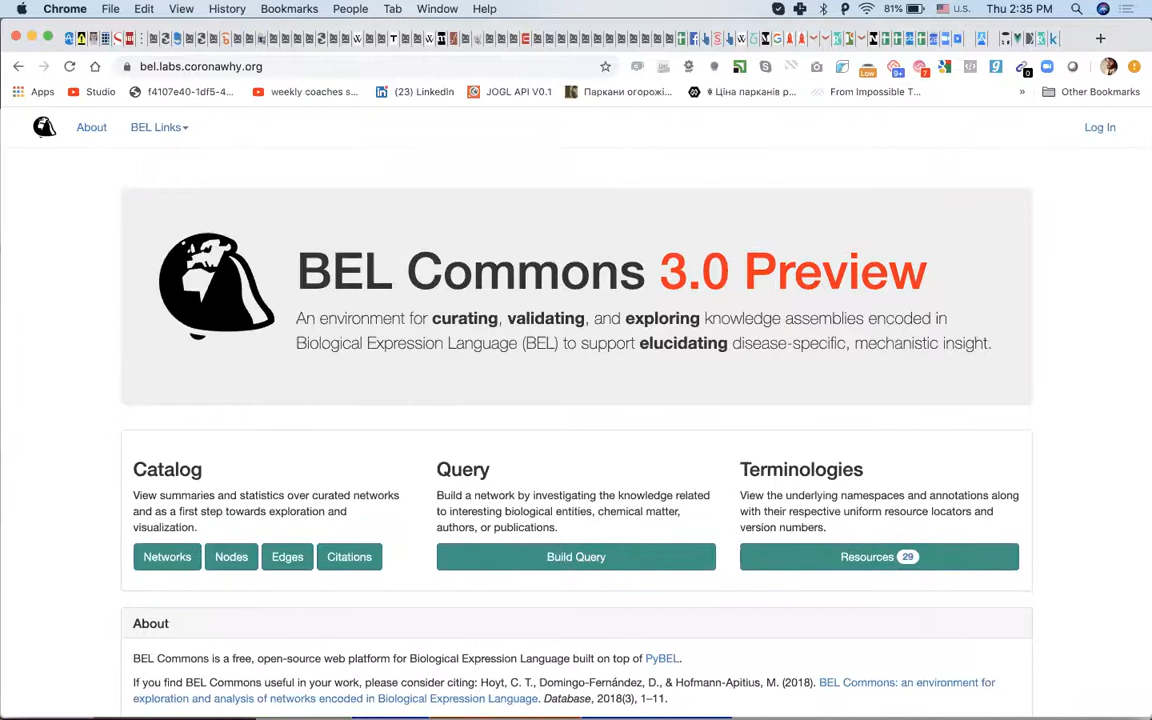 Chrome File Edit View History Bookmarks People Tab Window Help 81% U.S. Thu 2:35 PM
bel.labs.coronawhy.org
Apps Studio f4107e40-1df5-4... weekly coaches s... (23) LinkedIn JOGL API V0.1 Паркани огорожі... Ціна парканів р... From Impossible T... » Other Bookmarks
About BEL Links Log In
BEL Commons 3.0 Preview
An environment for curating, validating, and exploring knowledge assemblies encoded in
Biological Expression Language (BEL) to support elucidating disease-specific, mechanistic insight.
Catalog
View summaries and statistics over curated networks
and as a first step towards exploration and
visualization.
Networks Nodes Edges Citations
Query
Build a network by investigating the knowledge related
to interesting biological entities, chemical matter,
authors, or publications.
Build Query
Terminologies
View the underlying namespaces and annotations along
with their respective uniform resource locators and
version numbers.
Resources 29
About
BEL Commons is a free, open-source web platform for Biological Expression Language built on top of PyBEL.
If you find BEL Commons useful in your work, please consider citing: Hoyt, C. T., Domingo-Fernández, D., & Hofmann-Apitius, M. (2018). BEL Commons: an environment for
exploration and analysis of networks encoded in Biological Expression Language. Database, 2018(3), 1–11.